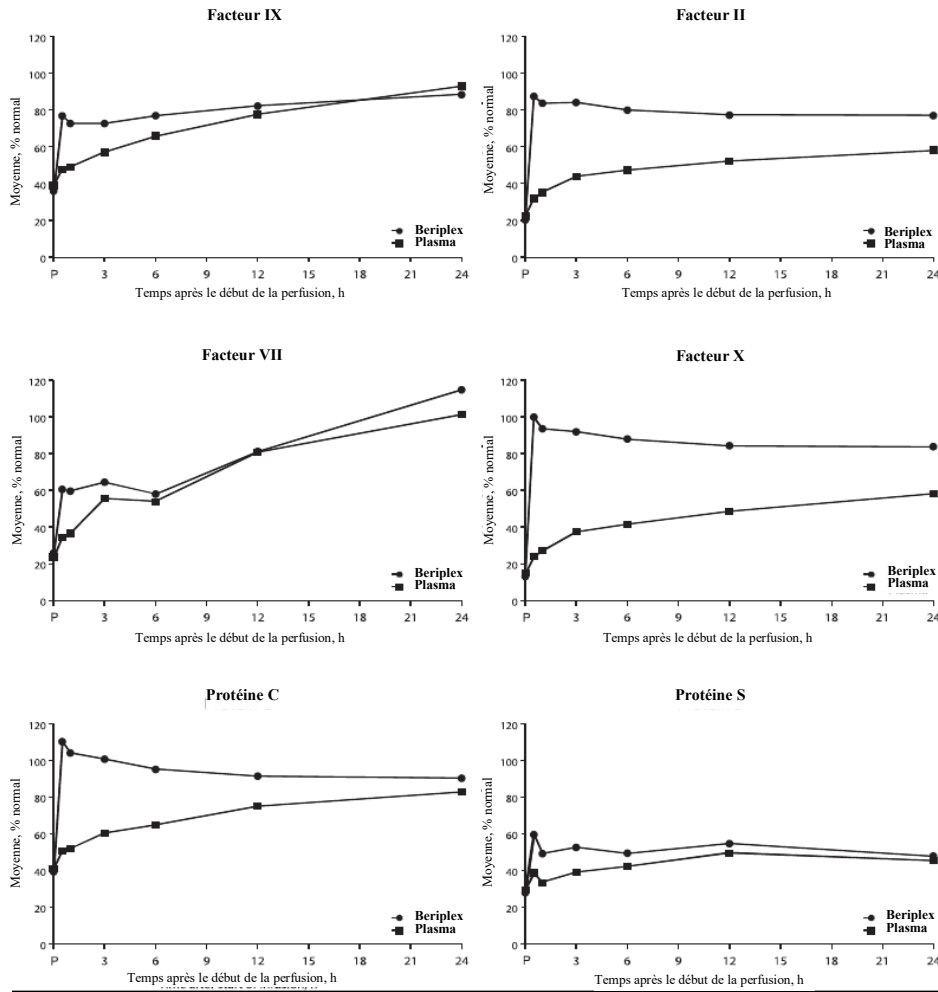 Facteur IX
Moyenne, % normal
120
100
80
60
40
20
0
Beriplex
Plasma
P 3 6 9 12 15 18 21 24
Temps après le début de la perfusion, h
Facteur II
Moyenne, % normal
120
100
80
60
40
20
0
Beriplex
Plasma
P 3 6 9 12 15 18 21 24
Temps après le début de la perfusion, h
Facteur VII
Moyenne, % normal
120
100
80
60
40
20
0
Beriplex
Plasma
P 3 6 9 12 15 18 21 24
Temps après le début de la perfusion, h
Facteur X
Moyenne, % normal
120
100
80
60
40
20
0
Beriplex
Plasma
P 3 6 9 12 15 18 21 24
Temps après le début de la perfusion, h
Protéine C
Moyenne, % normal
120
100
80
60
40
20
0
Beriplex
Plasma
P 3 6 9 12 15 18 21 24
Temps après le début de la perfusion, h
Protéine S
Moyenne, % normal
120
100
80
60
40
20
0
Beriplex
Plasma
P 3 6 9 12 15 18 21 24
Temps après le début de la perfusion, h